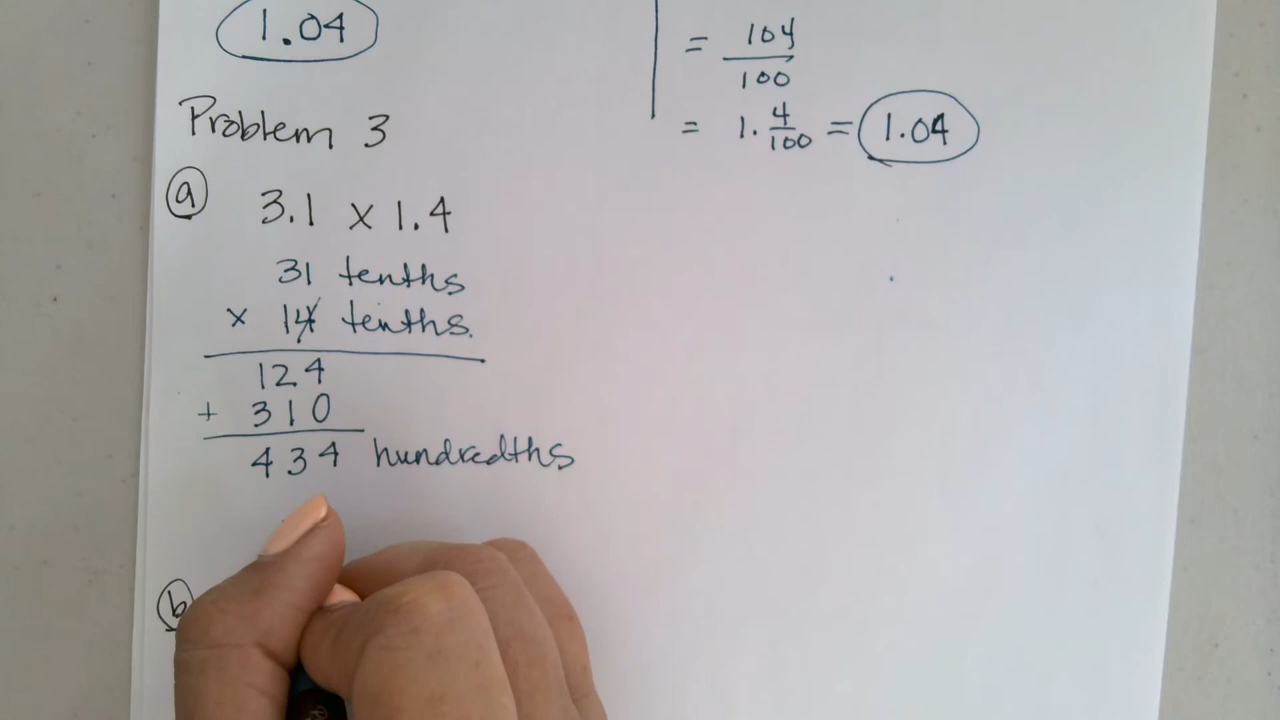 1.04
= 104/100
= 1. 4/100 = 1.04
Problem 3
a
3.1 x 1.4
31 tenths
x 14 tenths.
124
+ 310
434 hundredths
b